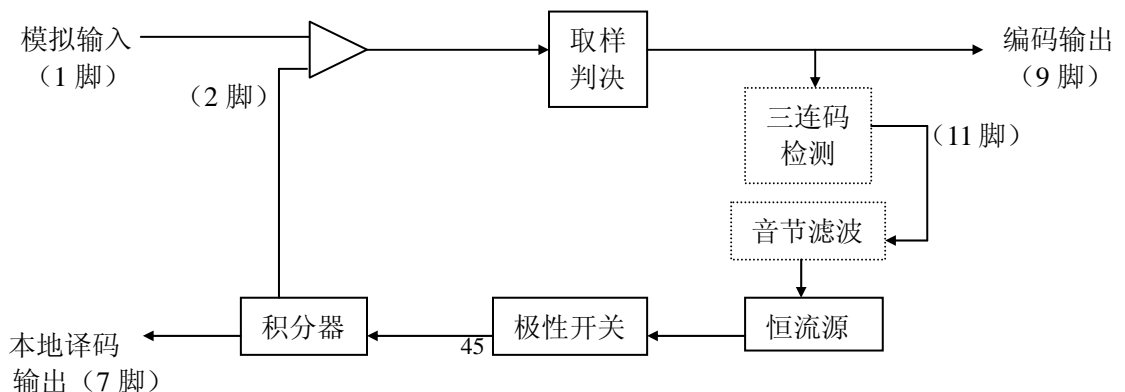 模拟输入
（1 脚）
（2 脚）
取样
判决
编码输出
（9 脚）
三连码
检测
（11 脚）
音节滤波
积分器
45
极性开关
恒流源
本地译码
输出（7 脚）